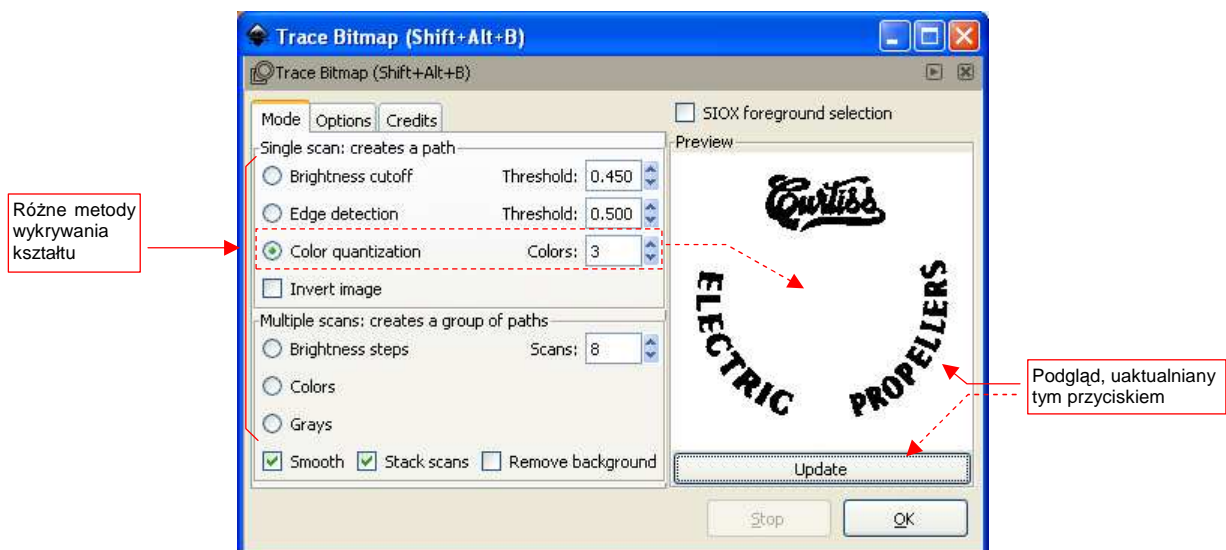 Trace Bitmap (Shift+Alt+B)
Trace Bitmap (Shift+Alt+B)
Mode Options Credits
SIOX foreground selection
Single scan: creates a path
Preview
Brightness cutoff Threshold: 0.450
Edge detection Threshold: 0.500
Color quantization Colors: 3
Invert image
Multiple scans: creates a group of paths
Brightness steps Scans: 8
Colors
Grays
Smooth Stack scans Remove background
Curtiss
ELECTRIC PROPELLERS
Update
Stop OK
Różne metody
wykrywania
kształtu
Podgląd, uaktualniany
tym przyciskiem